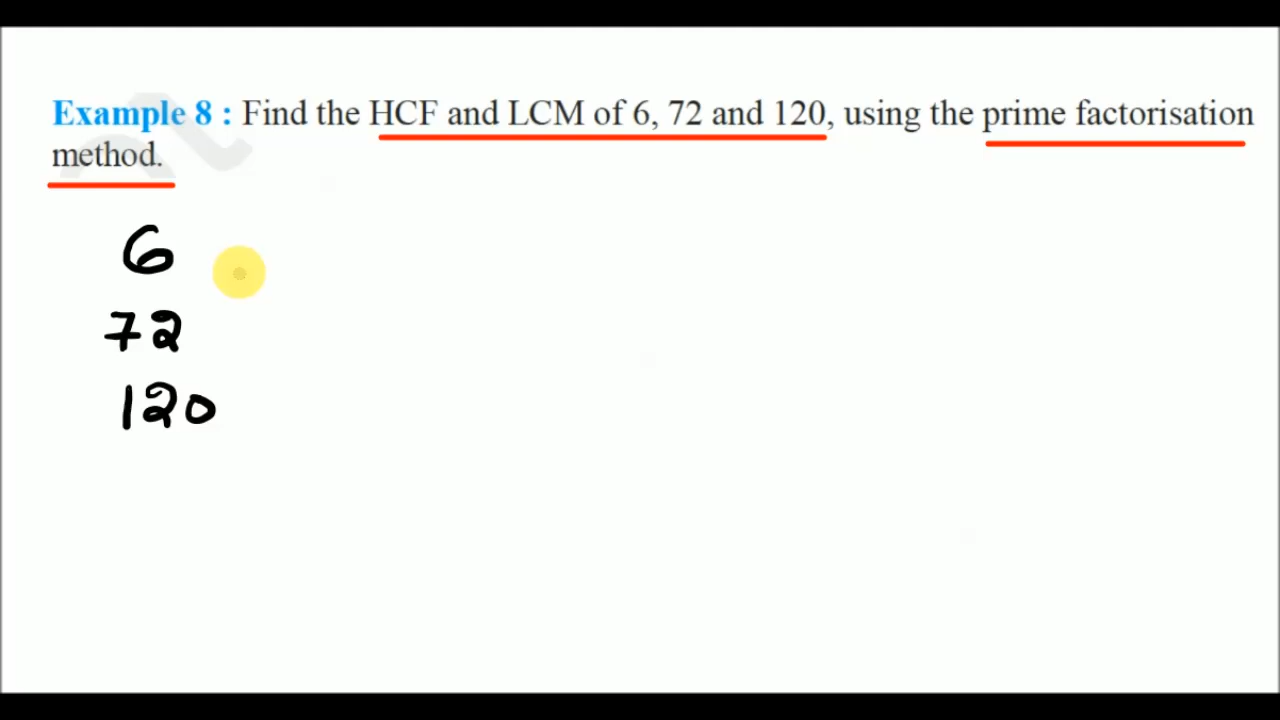 Example 8 : Find the HCF and LCM of 6, 72 and 120, using the prime factorisation
method.
6
72
120